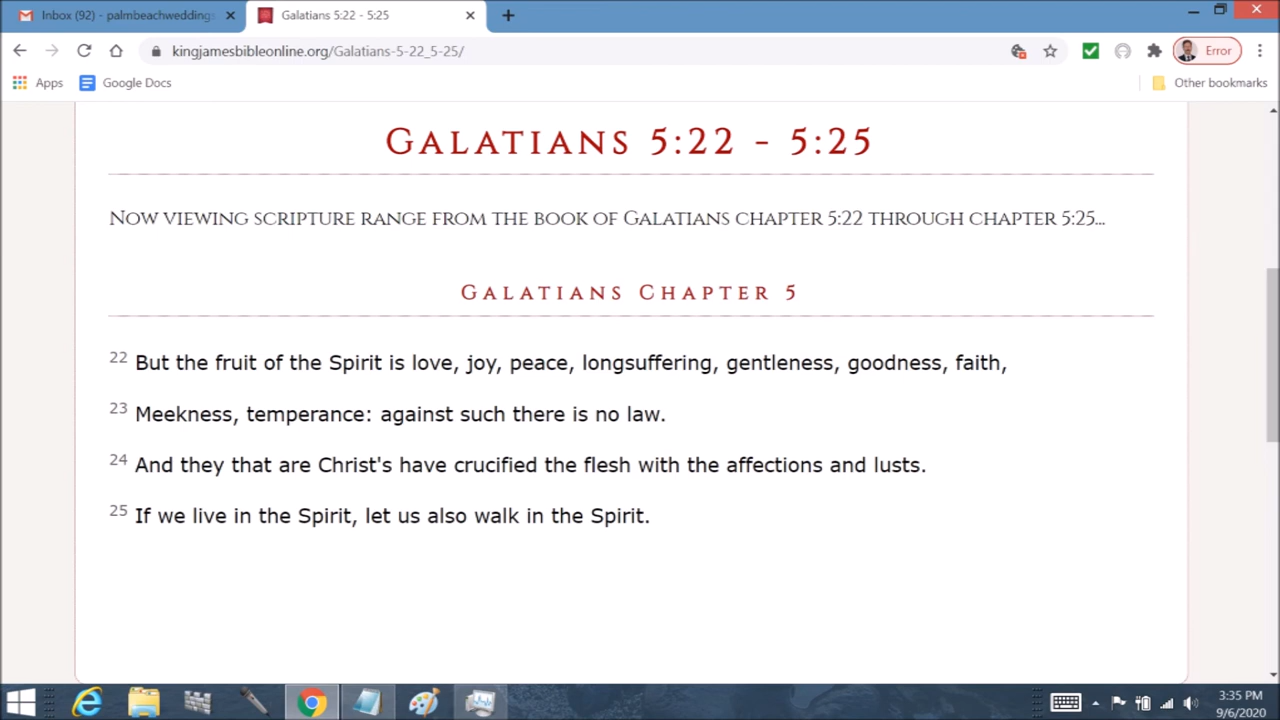 Inbox (92) - palmbeachweddings
Galatians 5:22 - 5:25
kingjamesbibleonline.org/Galatians-5-22_5-25/
Error
Apps
Google Docs
Other bookmarks
GALATIANS 5:22 - 5:25
NOW VIEWING SCRIPTURE RANGE FROM THE BOOK OF GALATIANS CHAPTER 5:22 THROUGH CHAPTER 5:25...
GALATIANS CHAPTER 5
22 But the fruit of the Spirit is love, joy, peace, longsuffering, gentleness, goodness, faith,
23 Meekness, temperance: against such there is no law.
24 And they that are Christ's have crucified the flesh with the affections and lusts.
25 If we live in the Spirit, let us also walk in the Spirit.
3:35 PM
9/6/2020